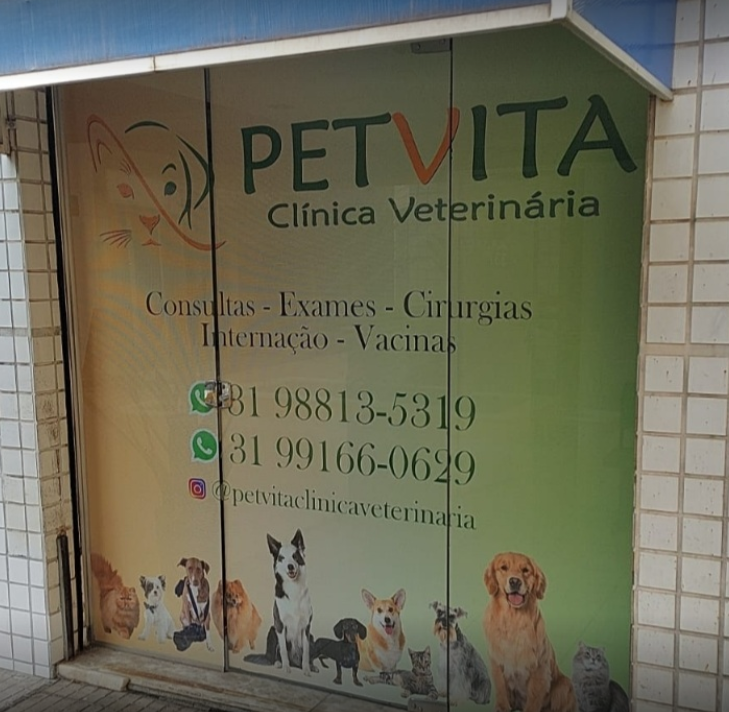 PETVITA
Clínica Veterinária
Consultas - Exames - Cirurgias
Internação - Vacinas
31 98813-5319
31 99166-0629
@petvitaclinicaveterinaria